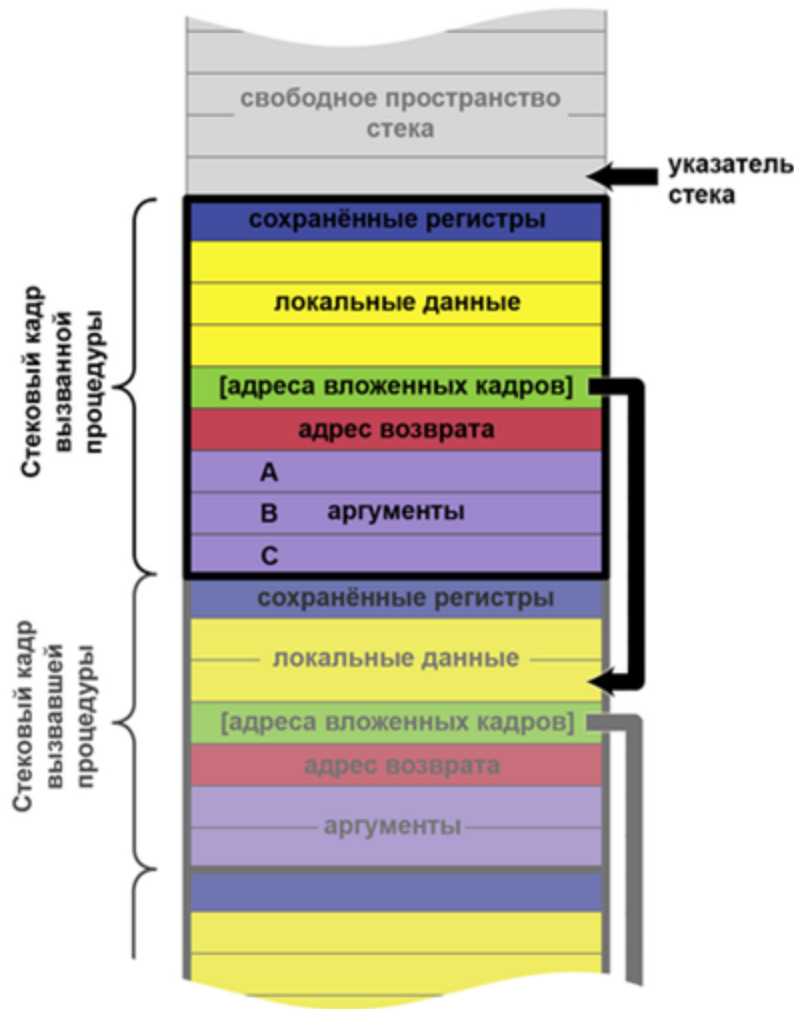 свободное пространство
стека
указатель
стека
Стековый кадр
вызванной
процедуры
сохранённые регистры
локальные данные
[адреса вложенных кадров]
адрес возврата
A
B аргументы
C
Стековый кадр
вызвавшей
процедуры
сохранённые регистры
локальные данные
[адреса вложенных кадров]
адрес возврата
аргументы